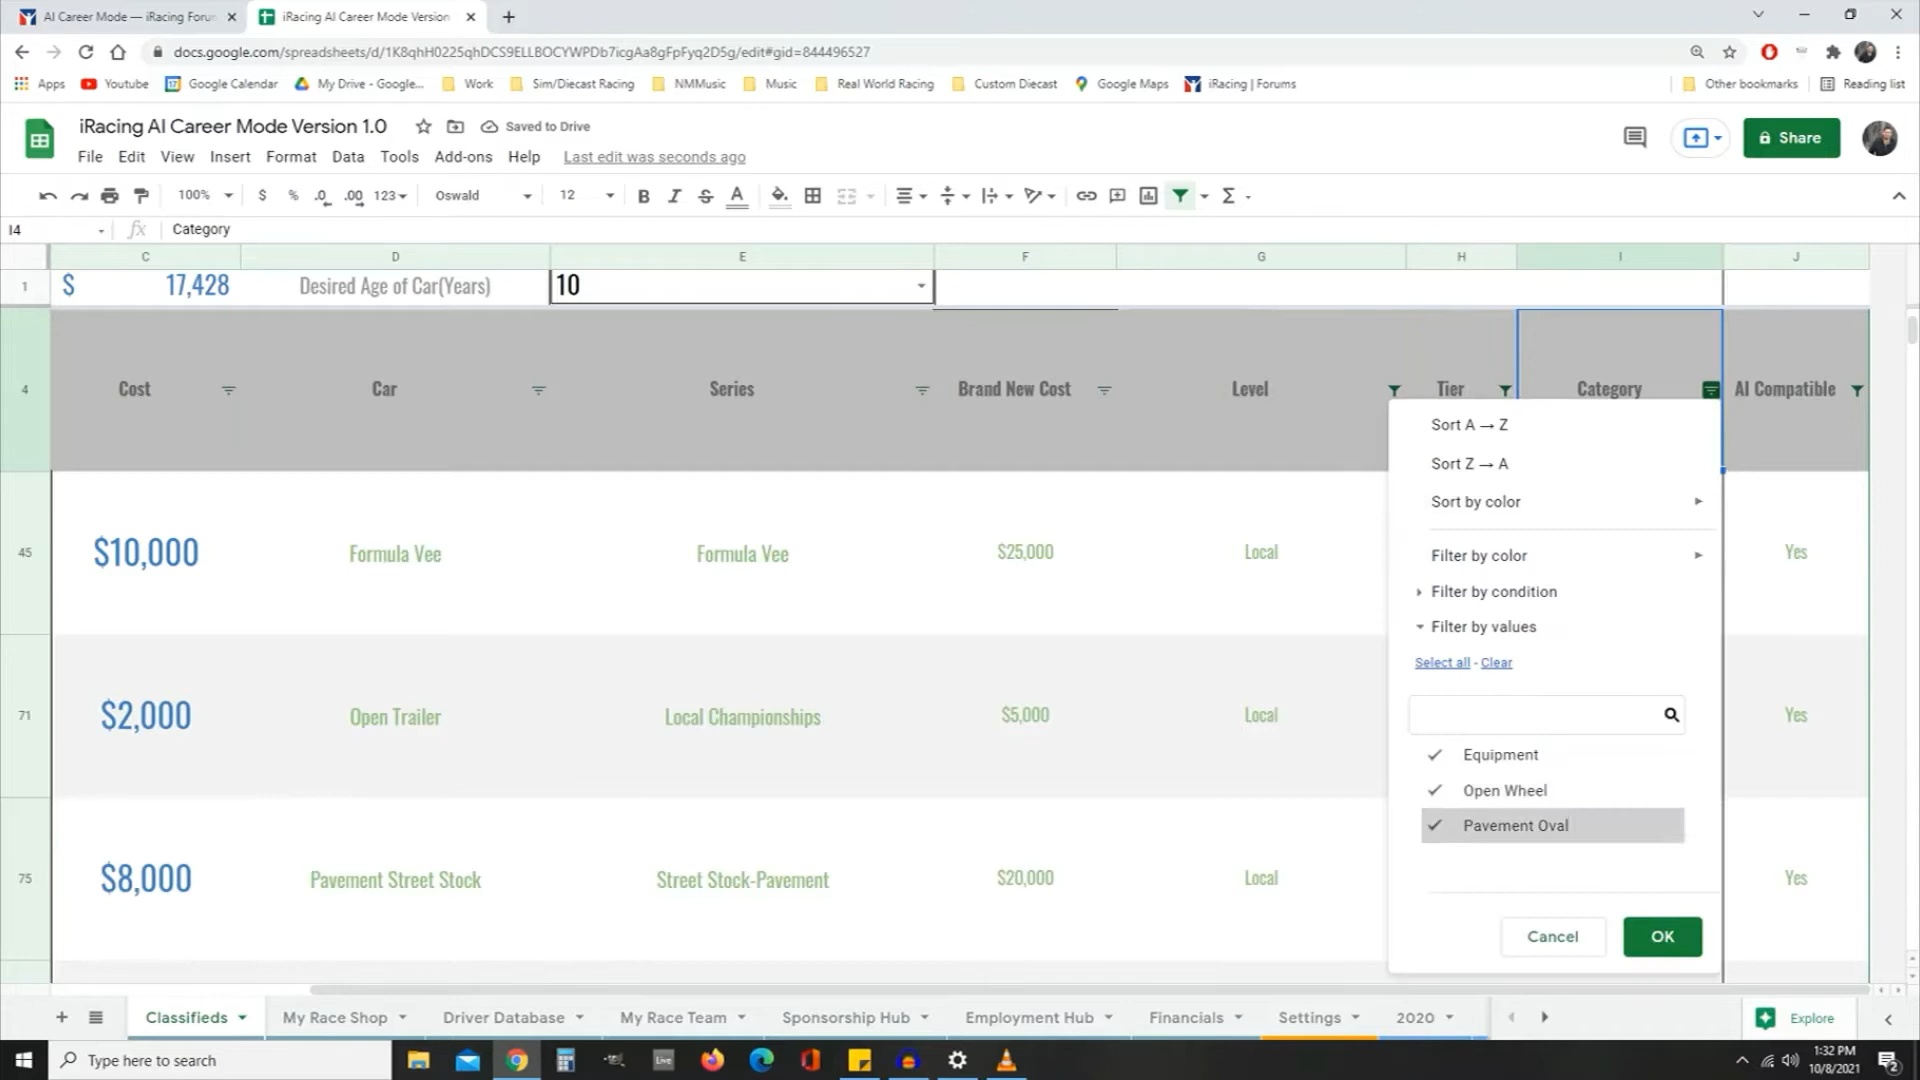 AI Career Mode — iRacing Forum
iRacing AI Career Mode Version
docs.google.com/spreadsheets/d/1K8qhH0225qhDCS9ELLBOCYWPDb7icgAa8gFpFyq2D5g/edit#gid=844496527
Apps Youtube Google Calendar My Drive - Google... Work Sim/Diecast Racing NMMusic Music Real World Racing Custom Diecast Google Maps iRacing | Forums Other bookmarks Reading list
iRacing AI Career Mode Version 1.0 Saved to Drive
Share
File Edit View Insert Format Data Tools Add-ons Help Last edit was seconds ago
100% $ % .0 .00 123 Oswald 12 B I S A Σ
I4 fx Category
C D E F G H I J
1 $ 17,428 Desired Age of Car(Years) 10
4 Cost Car Series Brand New Cost Level Tier Category AI Compatible
45 $10,000 Formula Vee Formula Vee $25,000 Local Yes
71 $2,000 Open Trailer Local Championships $5,000 Local Yes
75 $8,000 Pavement Street Stock Street Stock-Pavement $20,000 Local Yes
Sort A → Z
Sort Z → A
Sort by color
Filter by color
Filter by condition
Filter by values
Select all - Clear
Equipment
Open Wheel
Pavement Oval
Cancel OK
Classifieds My Race Shop Driver Database My Race Team Sponsorship Hub Employment Hub Financials Settings 2020 Explore
Type here to search
Live
1:32 PM
10/8/2021
2